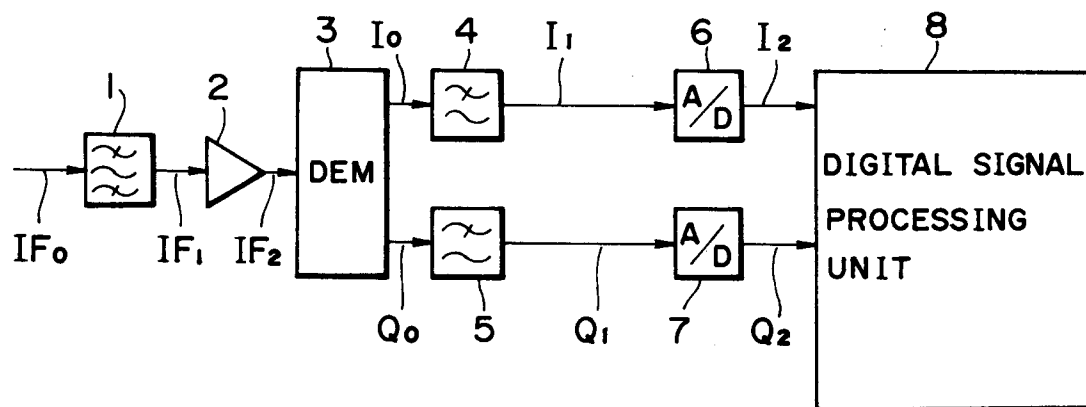 1
2
3
I₀
4
I₁
6
I₂
8
IF₀
IF₁
IF₂
DEM
A/D
A/D
DIGITAL SIGNAL
PROCESSING
UNIT
Q₀
5
Q₁
7
Q₂